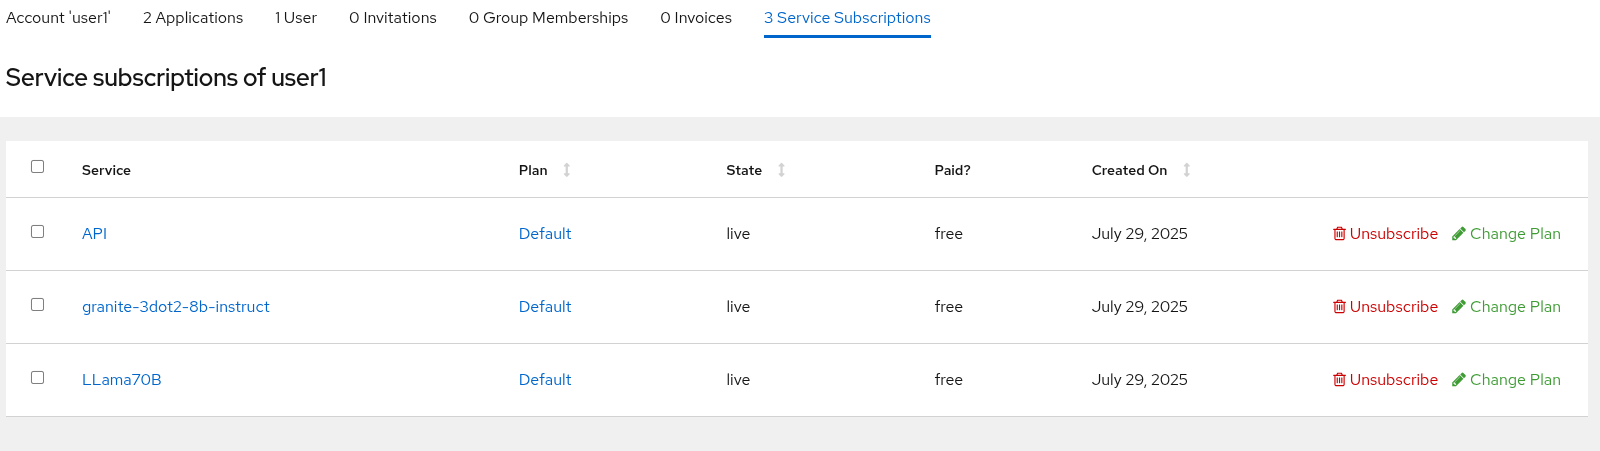 Account 'user1' 2 Applications 1 User 0 Invitations 0 Group Memberships 0 Invoices 3 Service Subscriptions
Service subscriptions of user1
Service Plan State Paid? Created On
API Default live free July 29, 2025 Unsubscribe Change Plan
granite-3dot2-8b-instruct Default live free July 29, 2025 Unsubscribe Change Plan
LLama70B Default live free July 29, 2025 Unsubscribe Change Plan